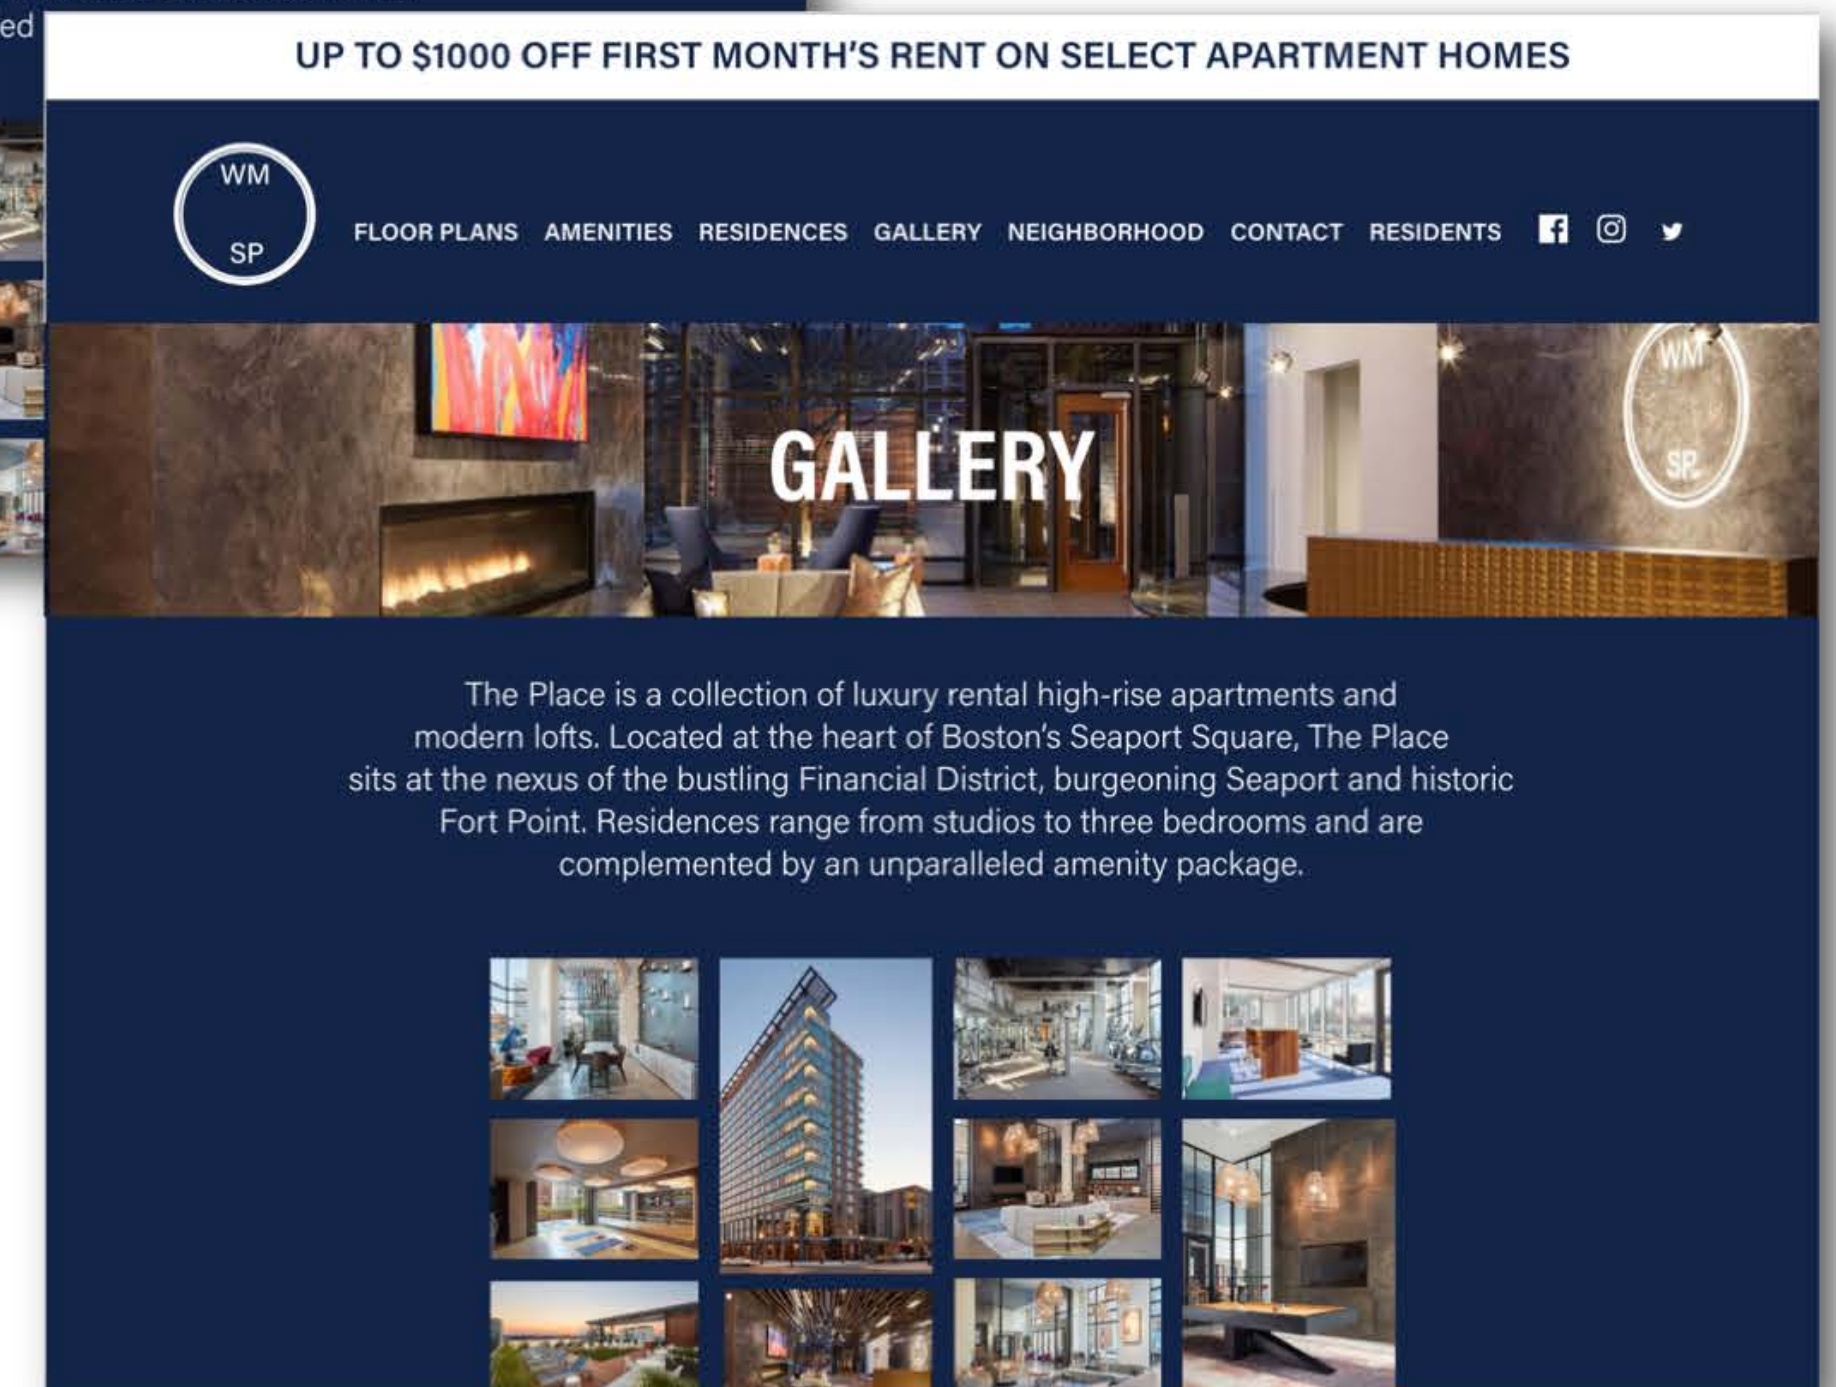 ed
UP TO $1000 OFF FIRST MONTH'S RENT ON SELECT APARTMENT HOMES
WM
SP
FLOOR PLANS AMENITIES RESIDENCES GALLERY NEIGHBORHOOD CONTACT RESIDENTS
WM
SP
GALLERY
The Place is a collection of luxury rental high-rise apartments and
modern lofts. Located at the heart of Boston's Seaport Square, The Place
sits at the nexus of the bustling Financial District, burgeoning Seaport and historic
Fort Point. Residences range from studios to three bedrooms and are
complemented by an unparalleled amenity package.